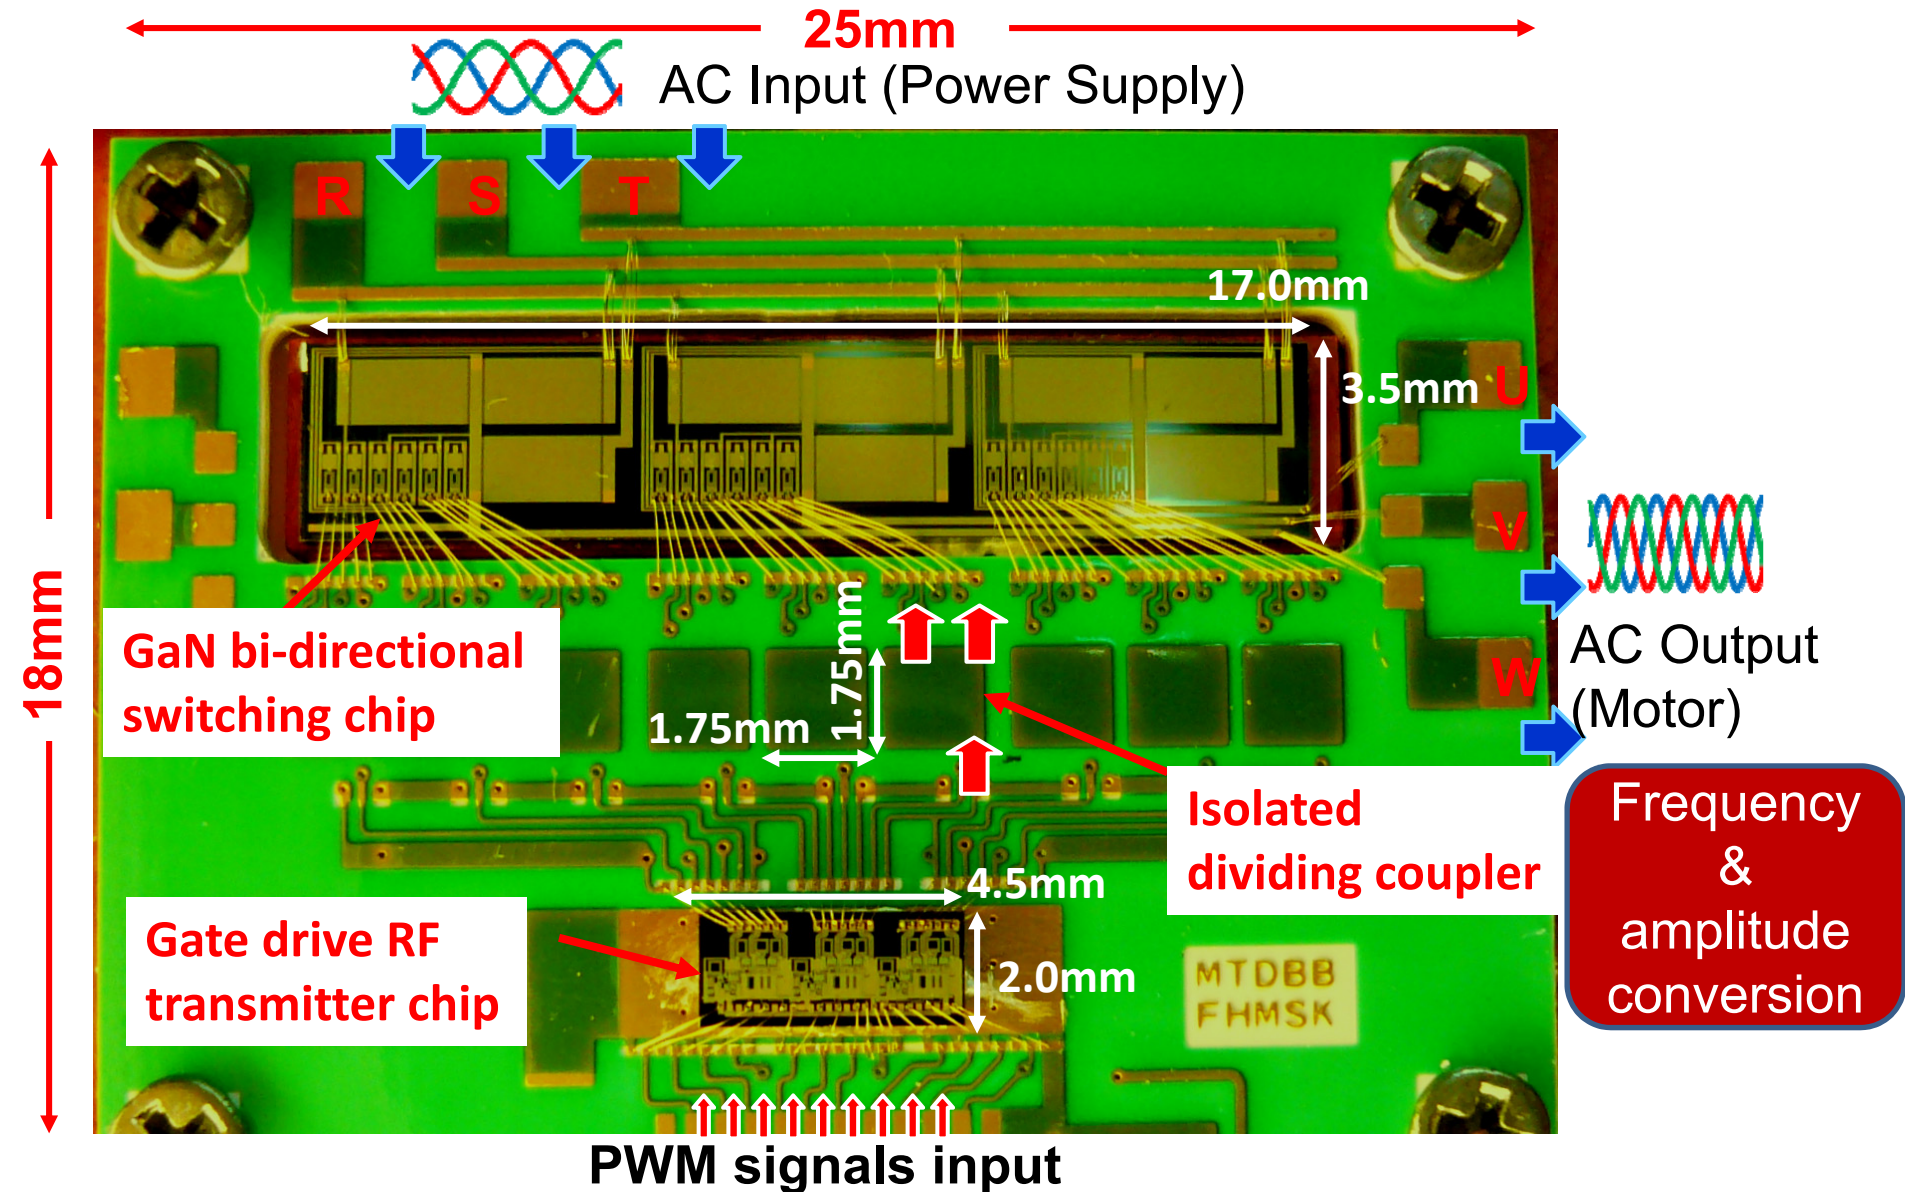 25mm
AC Input (Power Supply)
R S T
17.0mm
3.5mm
U
V
W
18mm
GaN bi-directional
switching chip
1.75mm
1.75mm
AC Output
(Motor)
Isolated
dividing coupler
Frequency
&
amplitude
conversion
4.5mm
Gate drive RF
transmitter chip
2.0mm
MTDBB
FHMSK
PWM signals input